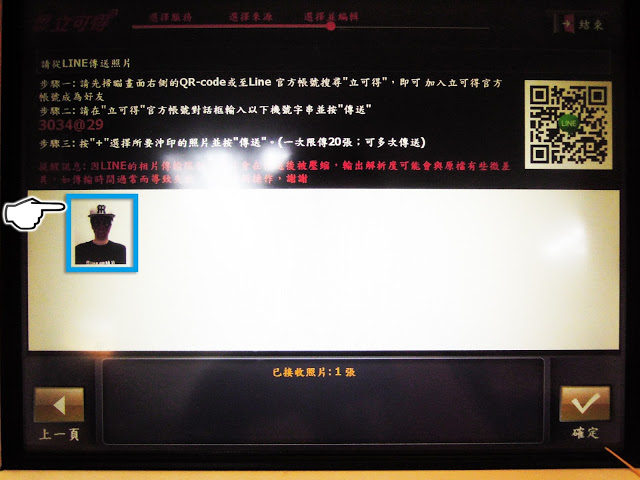 立可得
選擇服務
選擇來源
選擇並編輯
結束
請從LINE傳送照片
步驟一: 請先掃瞄畫面右側的QR-code或至Line 官方帳號搜尋"立可得", 即可 加入立可得官方
帳號成為好友
步驟二: 請在"立可得"官方帳號對話框輸入以下機號字串並按"傳送"
3034@29
步驟三: 按"+"選擇所要沖印的照片並按"傳送"。(一次限傳20張；可多次傳送)
提醒訊息: 因LINE的相片傳輸 會在 後被壓縮，輸出解析度可能會與原檔有些微差
異，如傳輸時間過常而導致失 操作，謝謝
LINE
已接收照片: 1 張
上一頁
確定